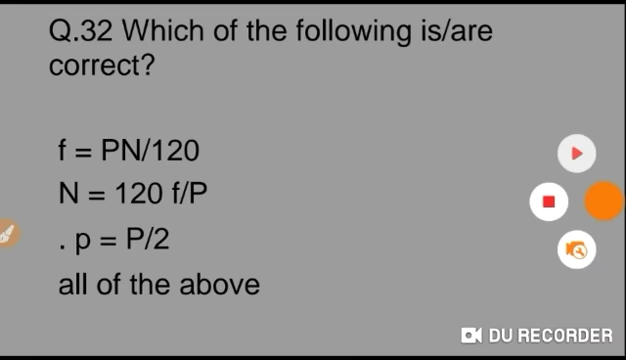 Q.32 Which of the following is/are
correct?
f = PN/120
N = 120 f/P
. p = P/2
all of the above
DU RECORDER